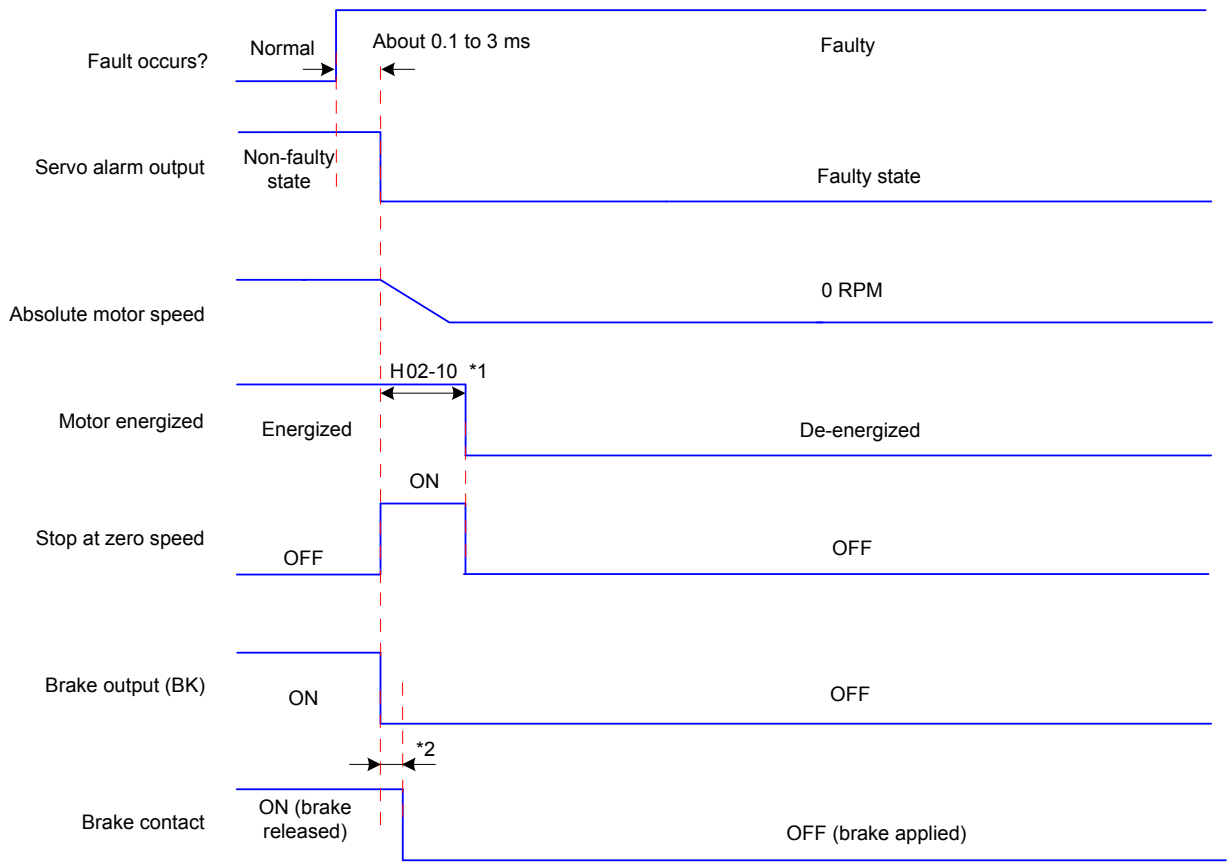 Fault occurs?
Normal
About 0.1 to 3 ms
Faulty
Servo alarm output
Non-faulty
state
Faulty state
Absolute motor speed
0 RPM
Motor energized
H02-10 *1
Energized
De-energized
Stop at zero speed
ON
OFF
OFF
Brake output (BK)
ON
OFF
*2
Brake contact
ON (brake
released)
OFF (brake applied)